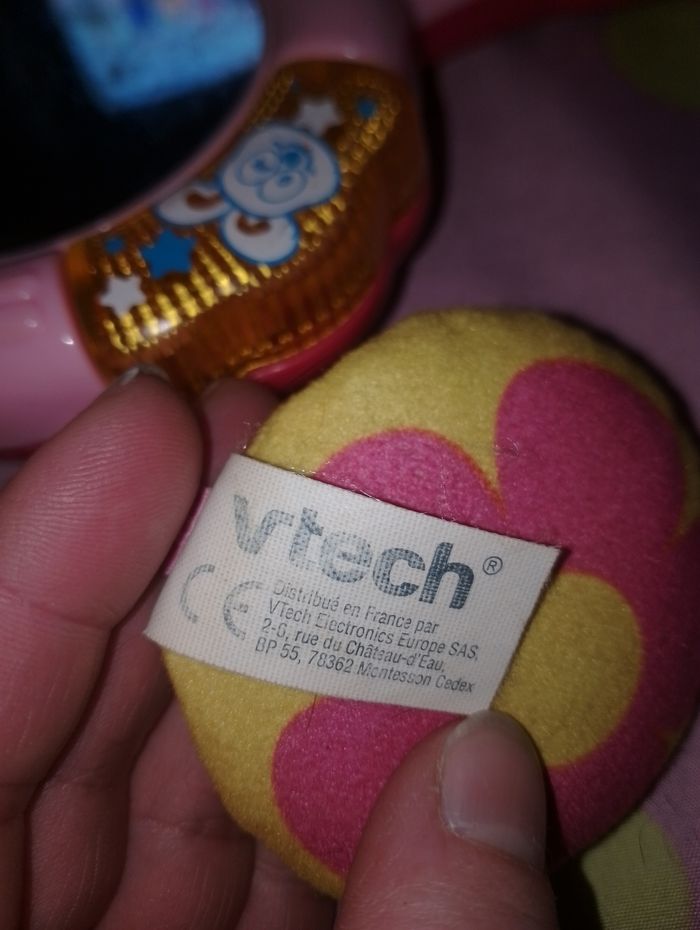 vtech®
CE
Distribué en France par
VTech Electronics Europe SAS,
2-6, rue du Château-d'Eau,
BP 55, 78362 Montesson Cedex